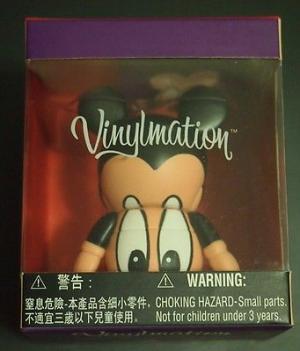 Vinylmation™
⚠ 警告:
窒息危險-本產品含細小零件,
不適宜三歲以下兒童使用。
⚠ WARNING:
CHOKING HAZARD-Small parts.
Not for children under 3 years.
Vinylmation